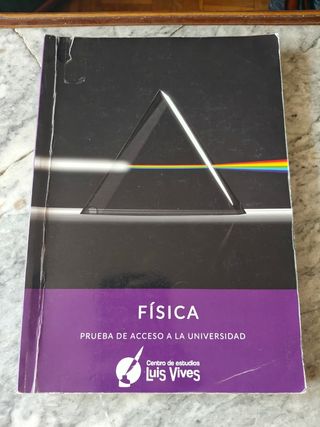 FÍSICA
PRUEBA DE ACCESO A LA UNIVERSIDAD
Centro de estudios
Luis Vives